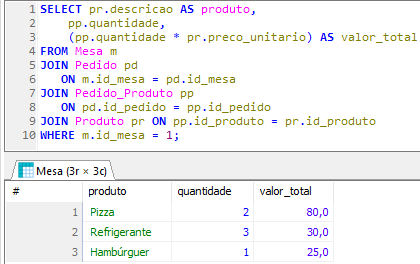 1 SELECT pr.descricao AS produto,
2 pp.quantidade,
3 (pp.quantidade * pr.preco_unitario) AS valor_total
4 FROM Mesa m
5 JOIN Pedido pd
6 ON m.id_mesa = pd.id_mesa
7 JOIN Pedido_Produto pp
8 ON pd.id_pedido = pp.id_pedido
9 JOIN Produto pr ON pp.id_produto = pr.id_produto
10 WHERE m.id_mesa = 1;
Mesa (3r × 3c)
# produto quantidade valor_total
1 Pizza 2 80,0
2 Refrigerante 3 30,0
3 Hambúrguer 1 25,0